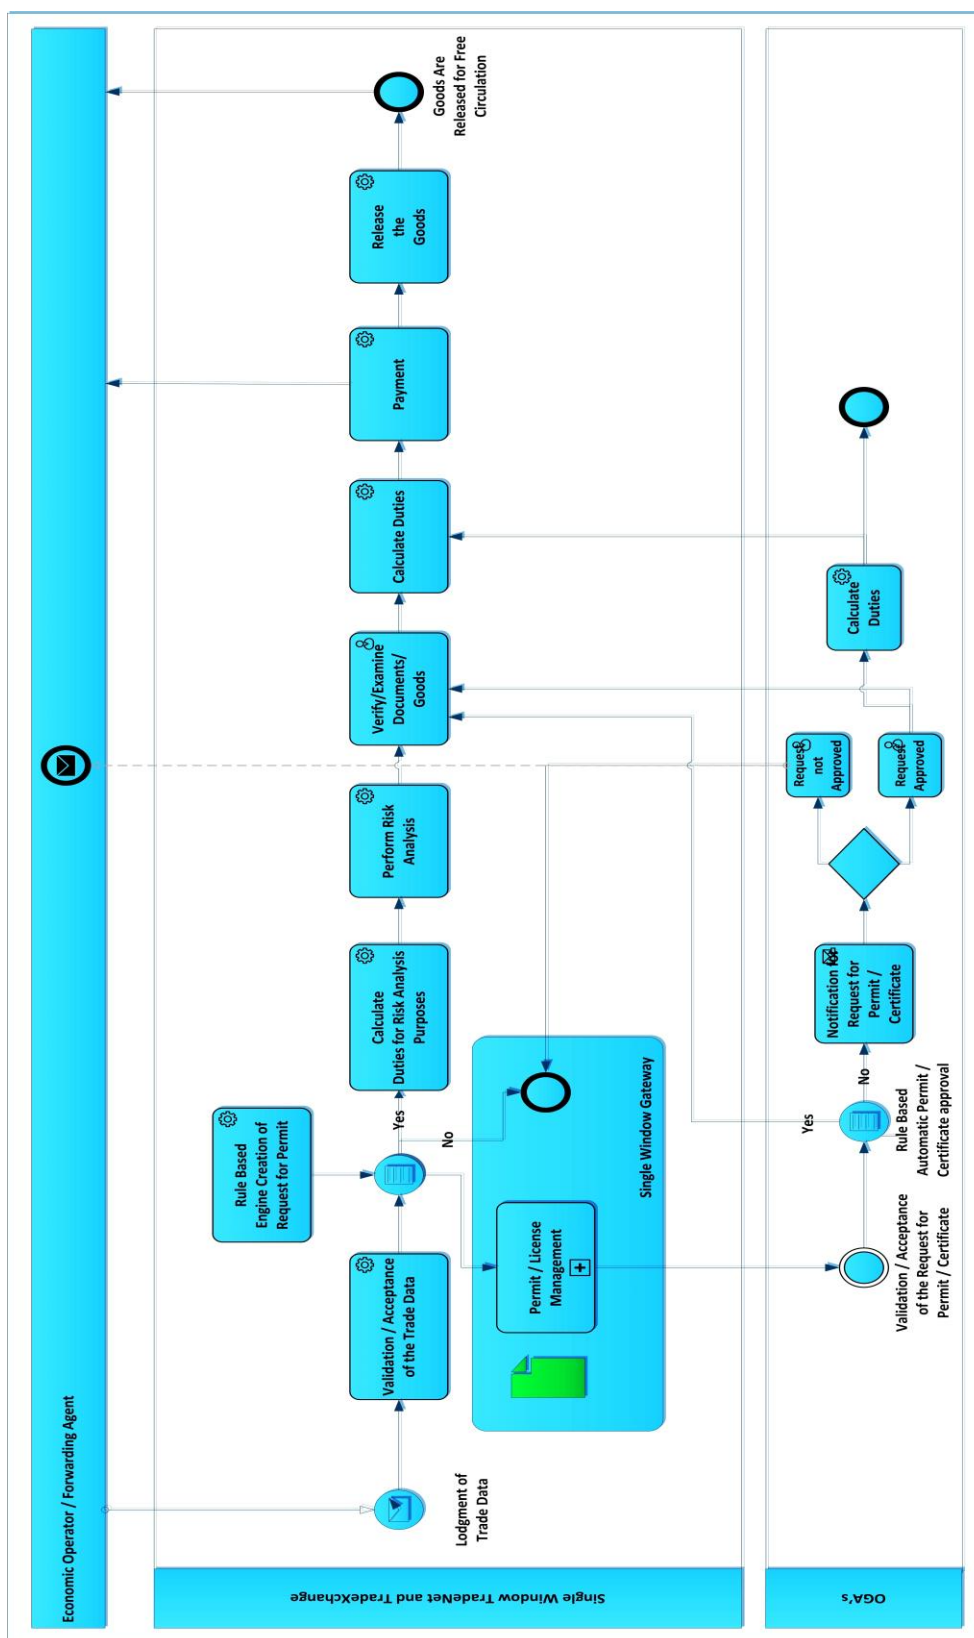 Economic Operator / Forwarding Agent
Single Window TradeNet and TradeXchange
Lodgment of
Trade Data
Validation / Acceptance
of the Trade Data
Rule Based
Engine Creation of
Request for Permit
Yes
No
Calculate
Duties for Risk Analysis
Purposes
Perform Risk
Analysis
Verify/Examine
Documents/
Goods
Calculate Duties
Payment
Release
the
Goods
Goods Are
Released for Free
Circulation
Permit / License
Management
Single Window Gateway
OGA's
Validation / Acceptance
of the Request for
Permit / Certificate
Yes
No
Rule Based
Automatic Permit /
Certificate approval
Notification for
Request for
Permit /
Certificate
Request
not
Approved
Request
Approved
Calculate
Duties